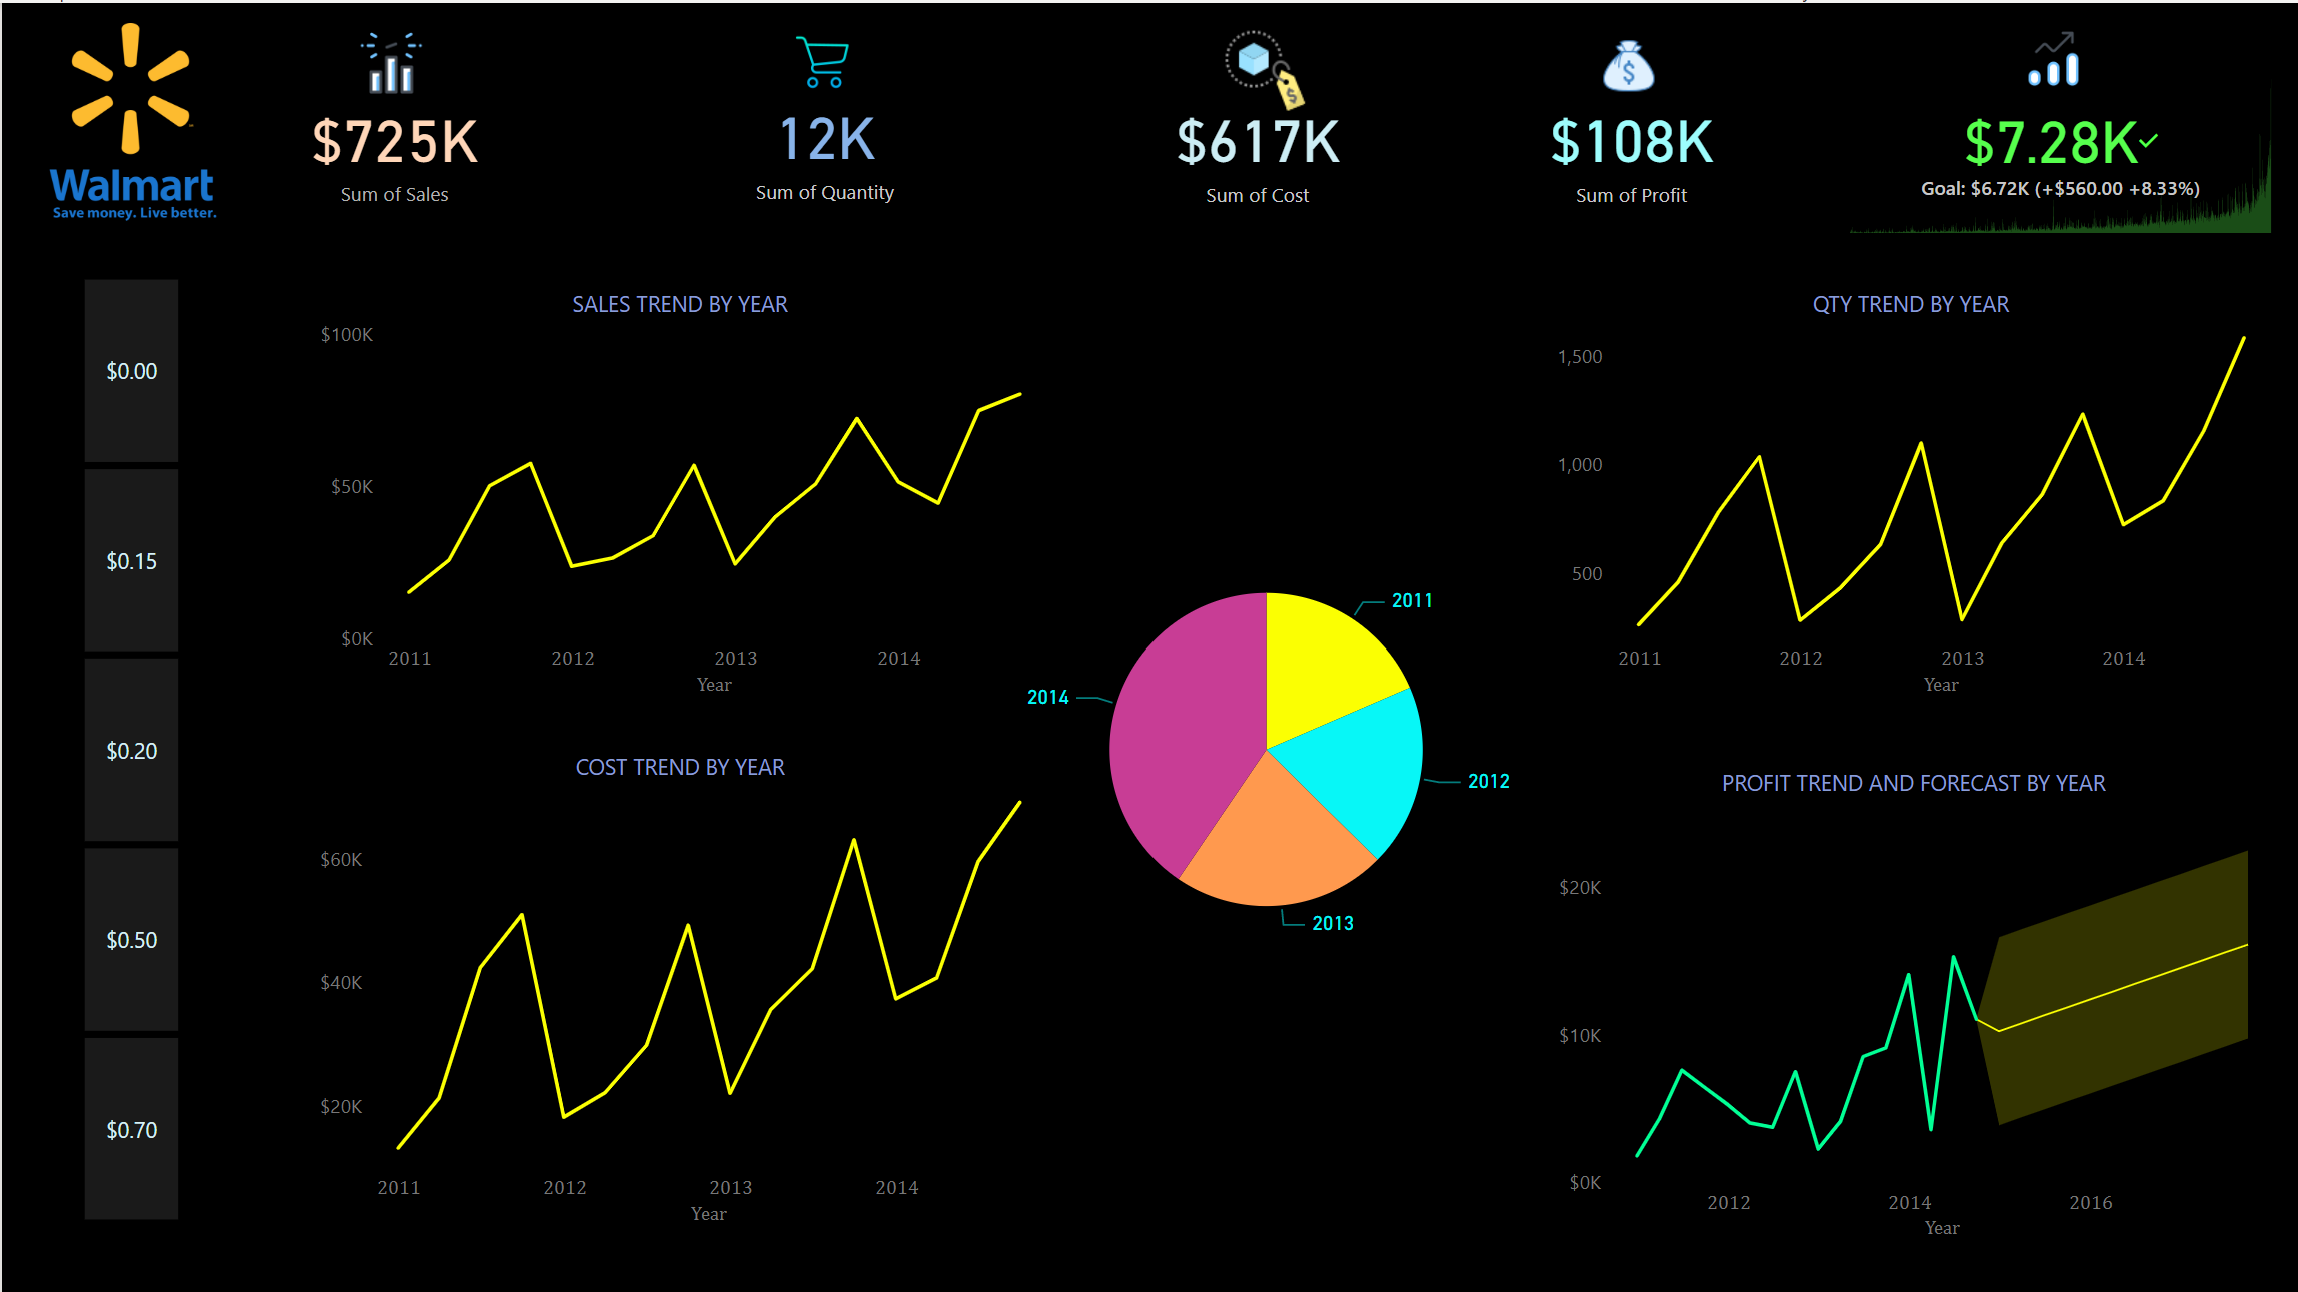 Walmart
Save money. Live better.
$725K
Sum of Sales
12K
Sum of Quantity
$617K
Sum of Cost
$108K
Sum of Profit
$7.28K
Goal: $6.72K (+$560.00 +8.33%)
$0.00
$0.15
$0.20
$0.50
$0.70
SALES TREND BY YEAR
$100K
$50K
$0K
2011 2012 2013 2014
Year
COST TREND BY YEAR
$60K
$40K
$20K
2011 2012 2013 2014
Year
2011
2012
2013
2014
QTY TREND BY YEAR
1,500
1,000
500
2011 2012 2013 2014
Year
PROFIT TREND AND FORECAST BY YEAR
$20K
$10K
$0K
2012 2014 2016
Year